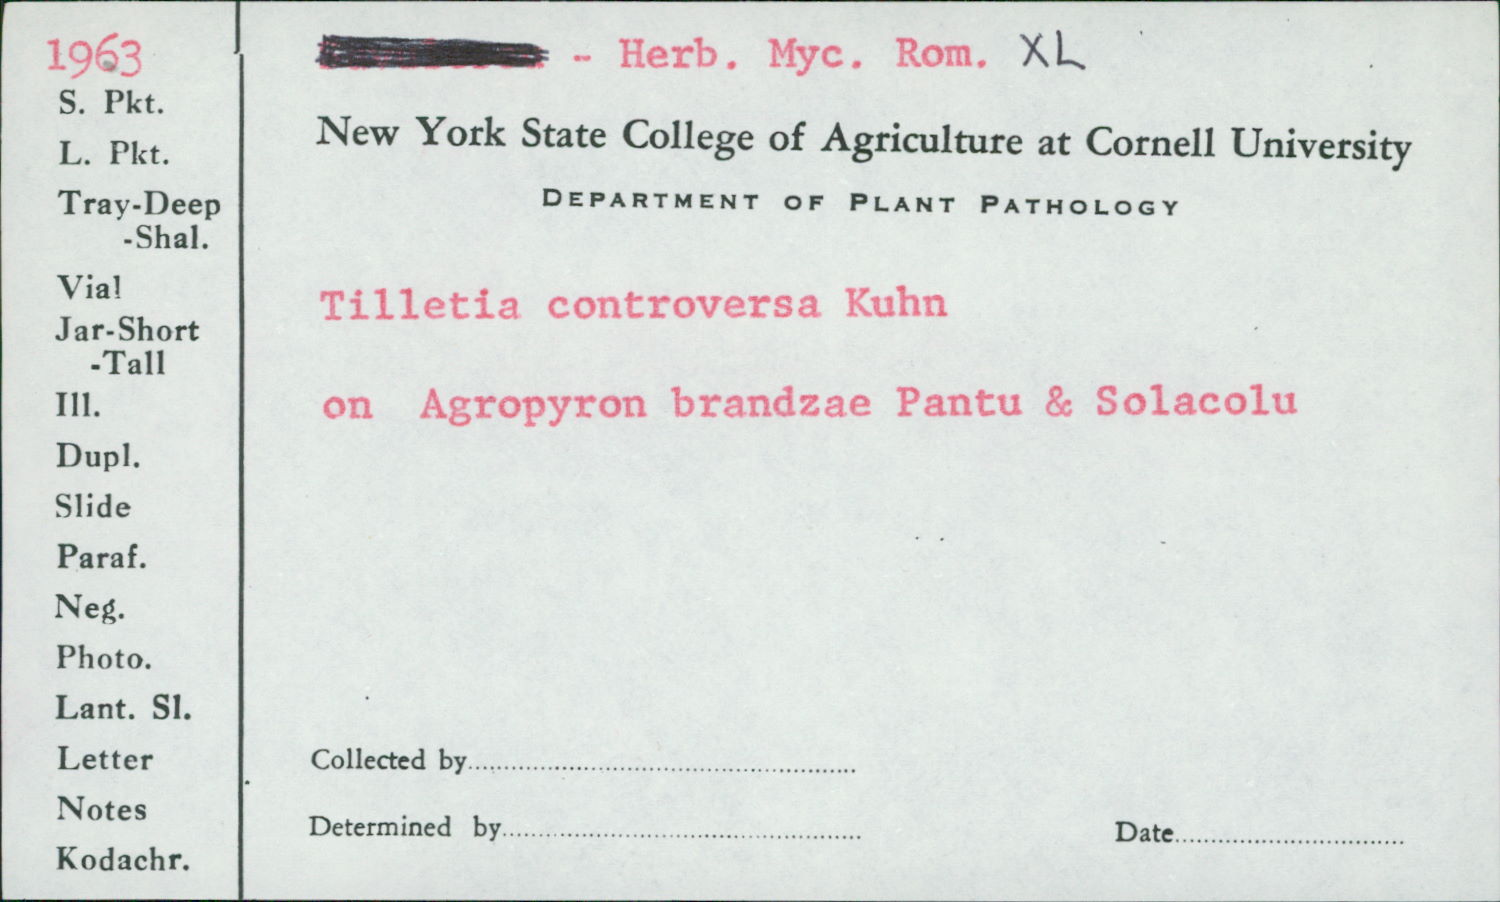 1963
S. Pkt.
L. Pkt.
Tray-Deep
-Shal.
Vial
Jar-Short
-Tall
Ill.
Dupl.
Slide
Paraf.
Neg.
Photo.
Lant. Sl.
Letter
Notes
Kodachr.
- Herb. Myc. Rom. XL
New York State College of Agriculture at Cornell University
DEPARTMENT OF PLANT PATHOLOGY
Tilletia controversa Kuhn
on Agropyron brandzae Pantu & Solacolu
Collected by
Determined by
Date